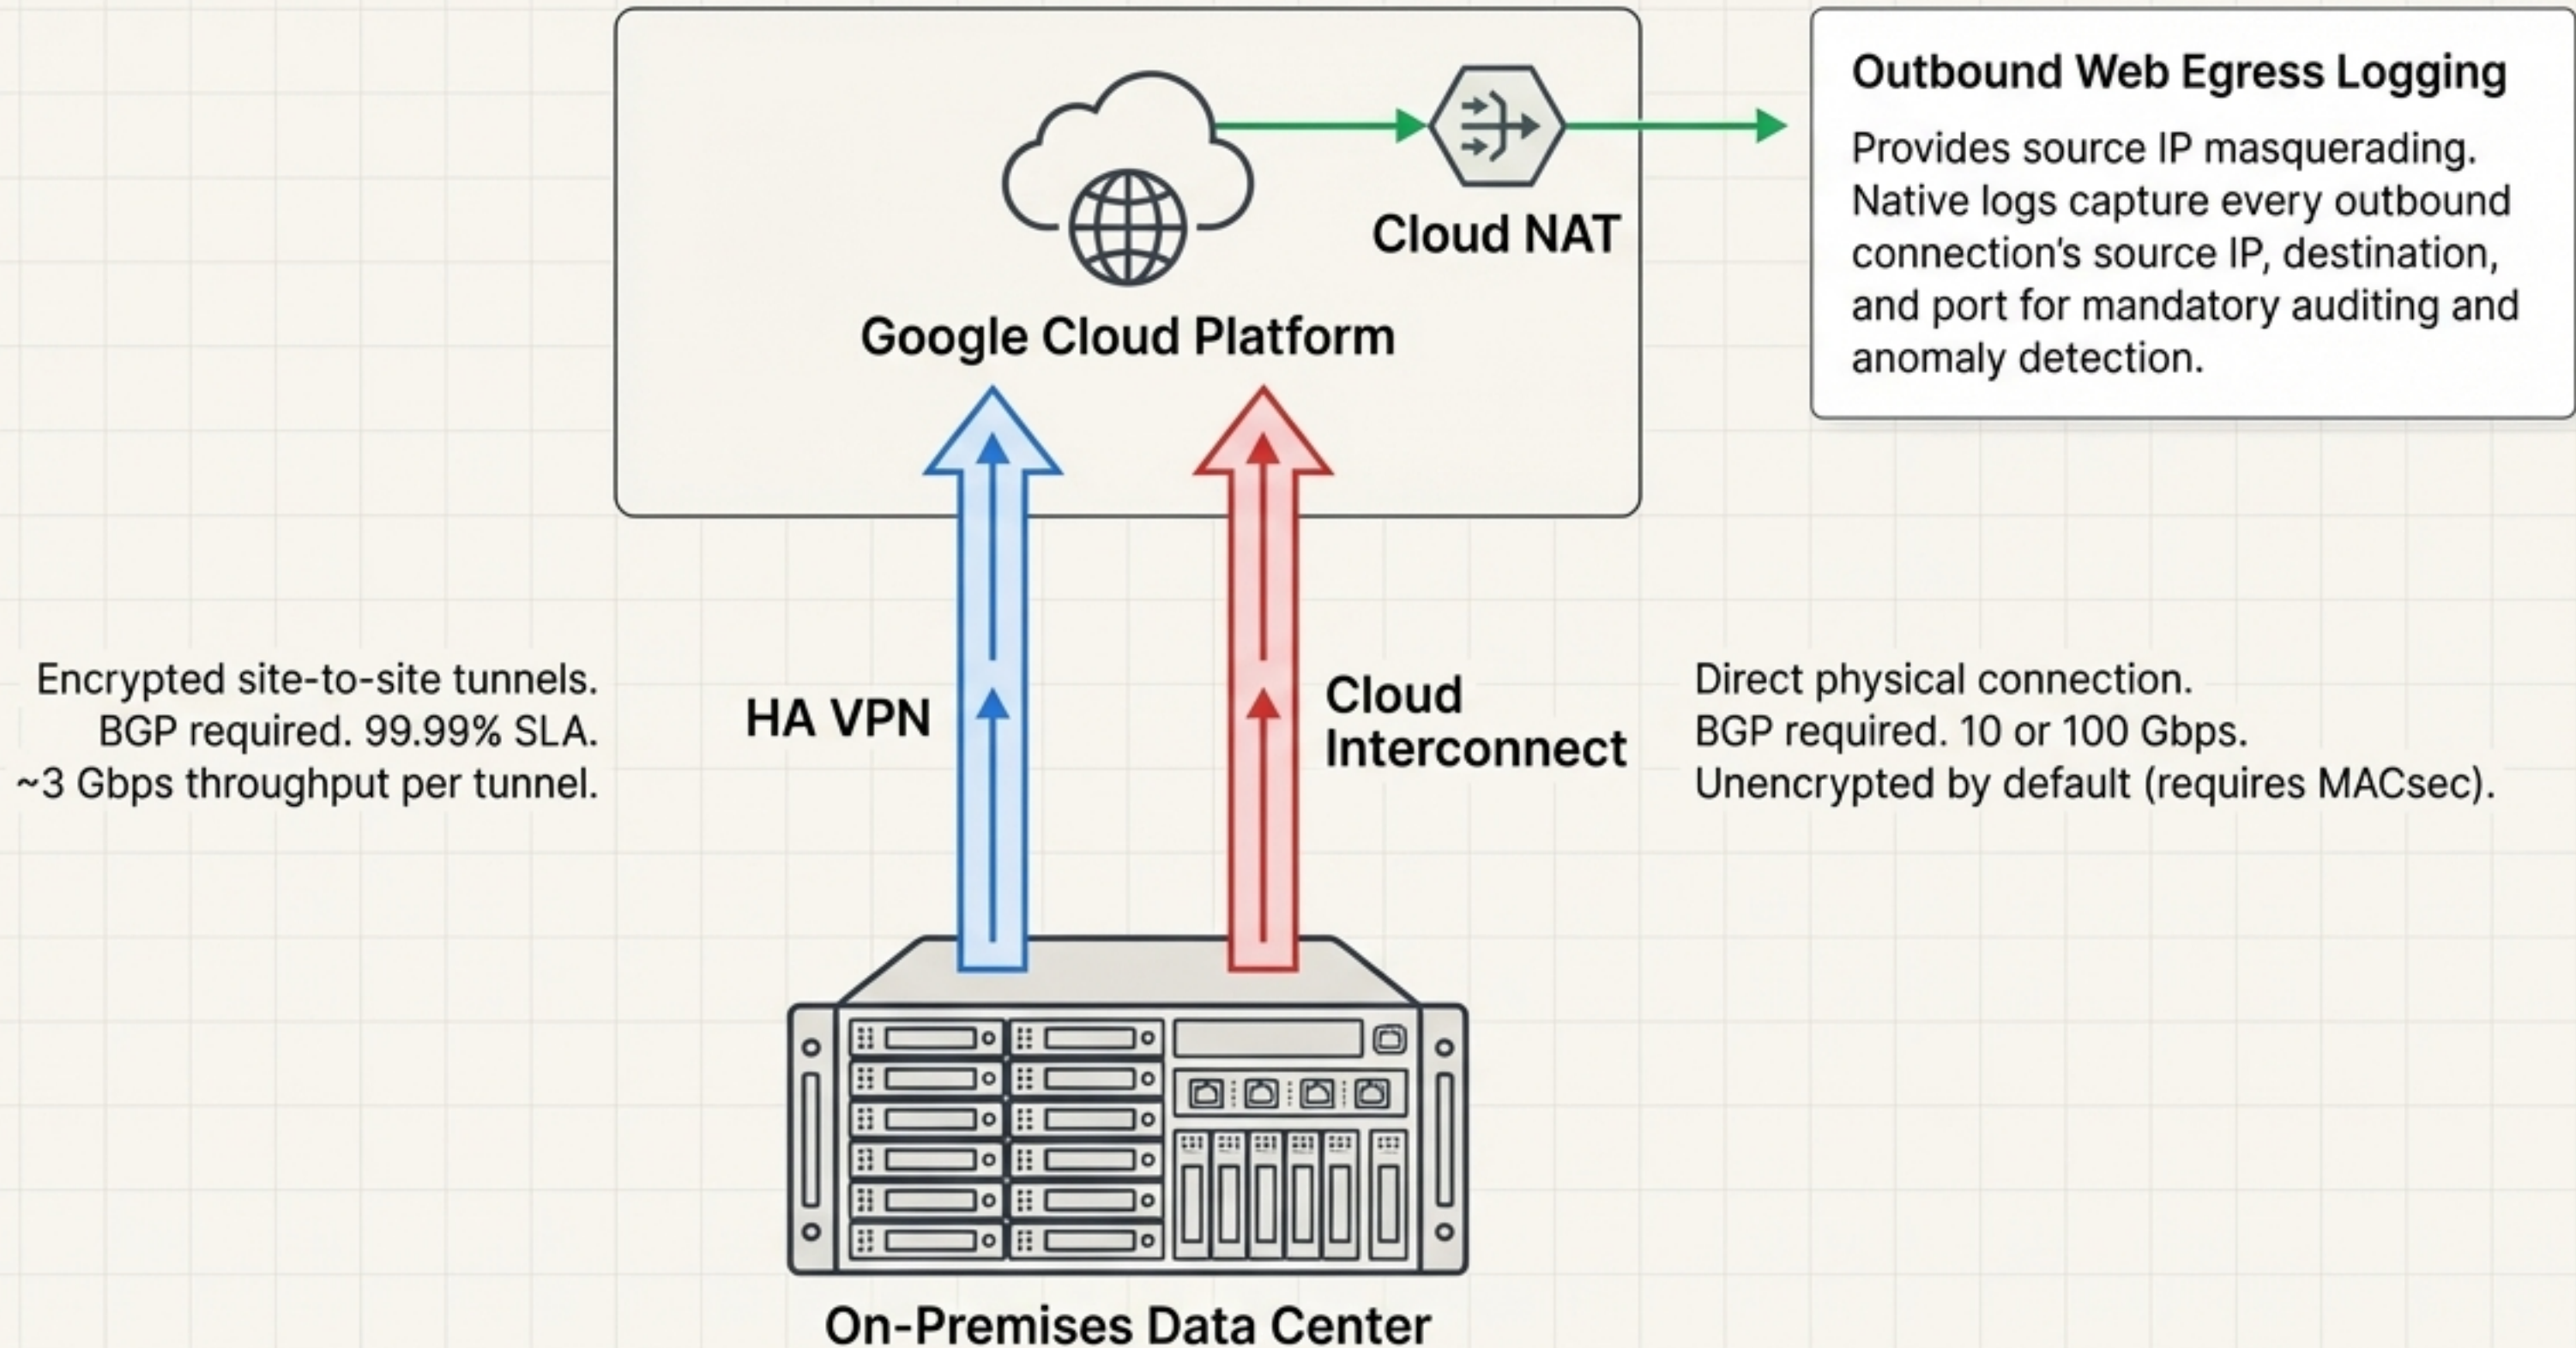 Outbound Web Egress Logging
Provides source IP masquerading.
Native logs capture every outbound
connection's source IP, destination,
and port for mandatory auditing and
anomaly detection.
Cloud NAT
Google Cloud Platform
Encrypted site-to-site tunnels.
BGP required. 99.99% SLA.
~3 Gbps throughput per tunnel.
HA VPN
Cloud
Interconnect
Direct physical connection.
BGP required. 10 or 100 Gbps.
Unencrypted by default (requires MACsec).
On-Premises Data Center